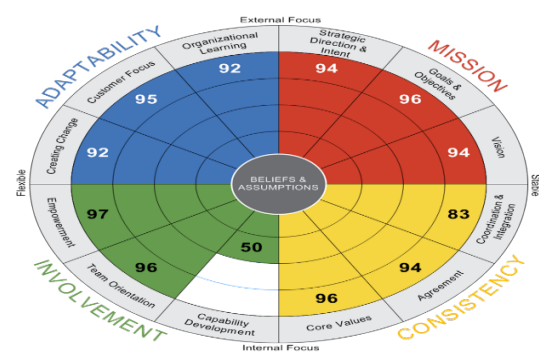 External Focus
ADAPTABILITY
MISSION
Organizational
Learning
Strategic
Direction &
Intent
Customer Focus
Goals &
Objectives
Creating Change
Vision
92
94
95
96
92
94
Flexible
BELIEFS &
ASSUMPTIONS
Stable
97
83
96
50
94
96
Empowerment
Coordination &
Integration
Team Orientation
Agreement
Capability
Development
Core Values
INVOLVEMENT
CONSISTENCY
Internal Focus